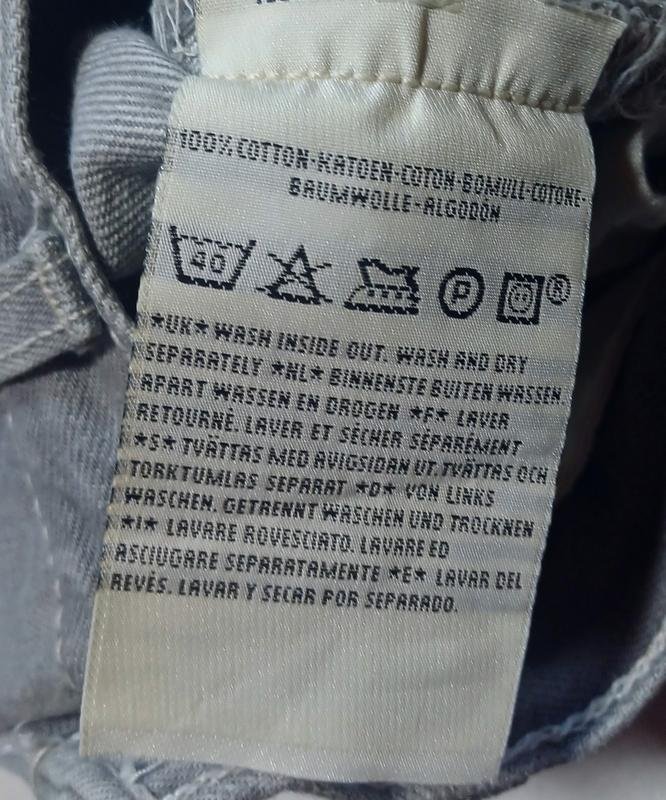 100% COTTON-KATOEN-COTON-BOMULL-COTONE-
BAUMWOLLE-ALGODÓN
40 P ®
*UK* WASH INSIDE OUT. WASH AND DRY
SEPARATELY *NL* BINNENSTE BUITEN WASSEN.
APART WASSEN EN DROGEN *F* LAVER
RETOURNÉ. LAVER ET SÉCHER SÉPARÉMENT
*S* TVÄTTAS MED AVIGSIDAN UT. TVÄTTAS OCH
TORKTUMLAS SEPARAT *D* VON LINKS
WASCHEN. GETRENNT WASCHEN UND TROCKNEN
*I* LAVARE ROVESCIATO. LAVARE ED
ASCIUGARE SEPARATAMENTE *E* LAVAR DEL
REVÉS. LAVAR Y SECAR POR SEPARADO.